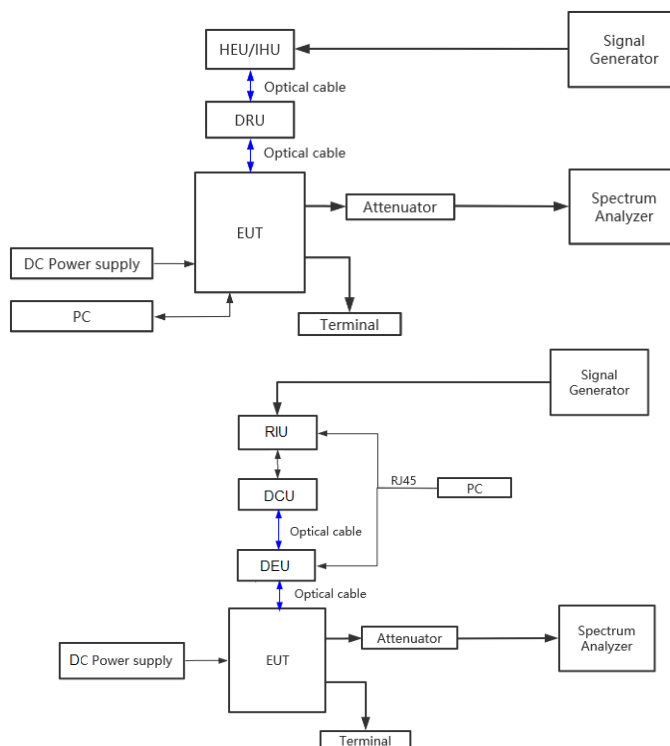 HEU/IHU
Signal
Generator
Optical cable
DRU
Optical cable
EUT
Attenuator
Spectrum
Analyzer
DC Power supply
PC
Terminal
Signal
Generator
RIU
RJ45
PC
DCU
Optical cable
DEU
Optical cable
EUT
Attenuator
Spectrum
Analyzer
DC Power supply
Terminal